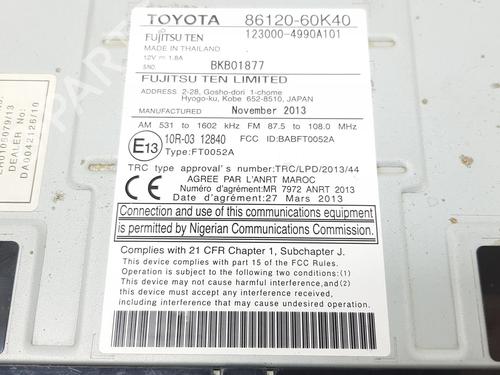 TOYOTA 86120-60K40
FUJITSU TEN 123000-4990A101
MADE IN THAILAND
12V ⎓ 1.8A
SNO. BKB01877
FUJITSU TEN LIMITED
ADDRESS 2-28, Gosho-dori 1-chome
Hyogo-ku, Kobe 652-8510, JAPAN
MANUFACTURED November 2013
AM 531 to 1602 kHz FM 87.5 to 108.0 MHz
E13 10R-03 12840 FCC ID:BABFT0052A
Type:FT0052A
TRC type approval's number:TRC/LPD/2013/44
CE AGREE PAR L'ANRT MAROC
Numéro d'agrément:MR 7972 ANRT 2013
Date d'agrément:27 Mars 2013
Connection and use of this communications equipment
is permitted by Nigerian Communications Commission.
Complies with 21 CFR Chapter 1, Subchapter J.
This device complies with part 15 of the FCC Rules.
Operation is subject to the following two conditions:(1)
This device may not cause harmful interference, and (2)
this device must accept any interference received,
including interference that may cause undesired operation.
ER0106079/13
DEALER No
DA0042126/10